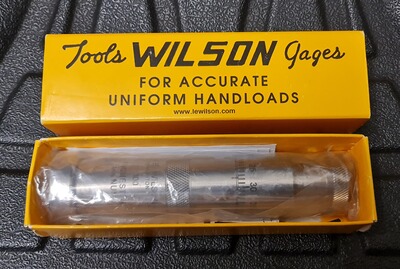 Tools WILSON Gages
FOR ACCURATE
UNIFORM HANDLOADS
www.lewilson.com